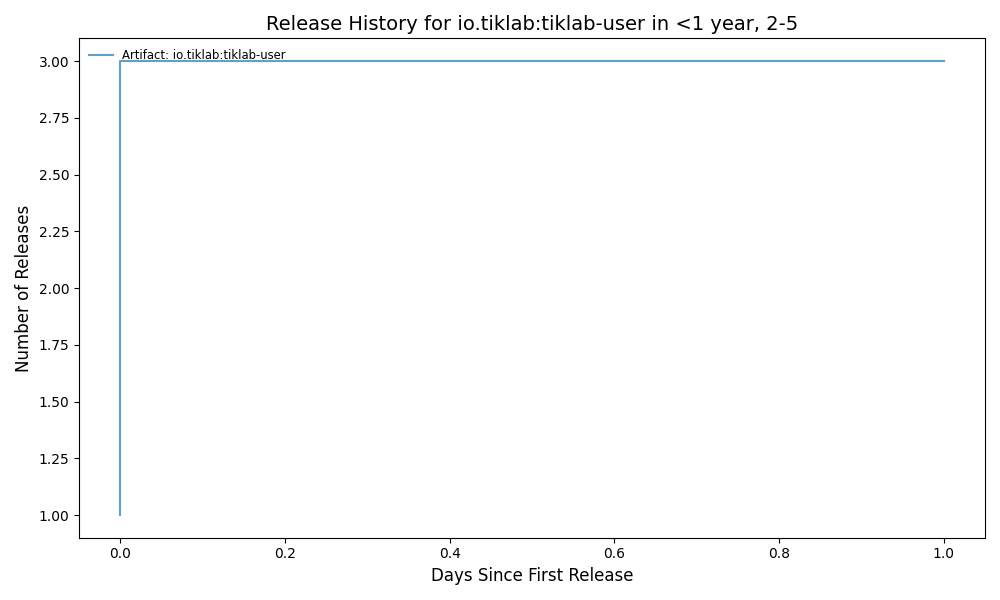 Release History for io.tiklab:tiklab-user in <1 year, 2-5
Artifact: io.tiklab:tiklab-user
Number of Releases
3.00
2.75
2.50
2.25
2.00
1.75
1.50
1.25
1.00
0.0 0.2 0.4 0.6 0.8 1.0
Days Since First Release